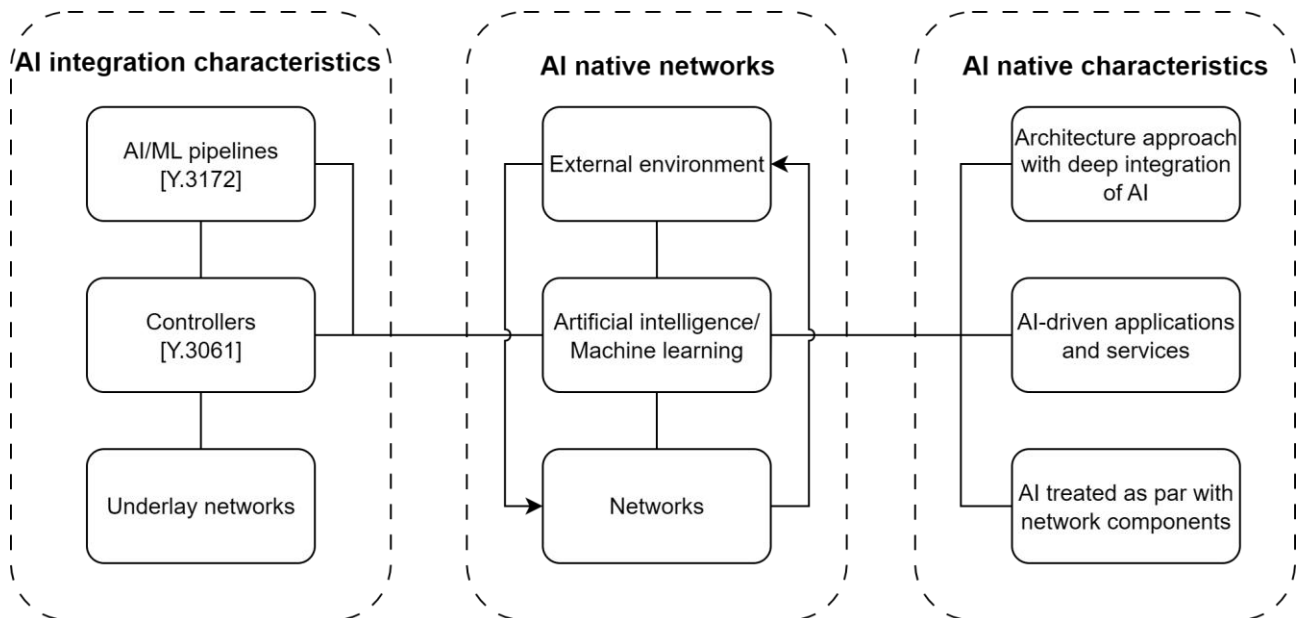 AI integration characteristics
AI/ML pipelines
[Y.3172]
Controllers
[Y.3061]
Underlay networks
AI native networks
External environment
Artificial intelligence/
Machine learning
Networks
AI native characteristics
Architecture approach
with deep integration
of AI
AI-driven applications
and services
AI treated as par with
network components